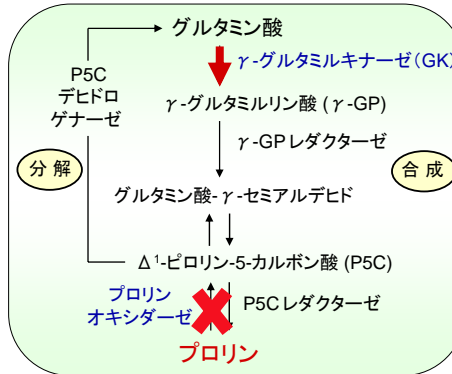 グルタミン酸
γ-グルタミルキナーゼ(GK)
P5C
デヒドロ
ゲナーゼ
γ-グルタミルリン酸 (γ-GP)
γ-GPレダクターゼ
分 解
合 成
グルタミン酸-γ-セミアルデヒド
Δ¹-ピロリン-5-カルボン酸 (P5C)
プロリン
オキシダーゼ
P5Cレダクターゼ
プロリン